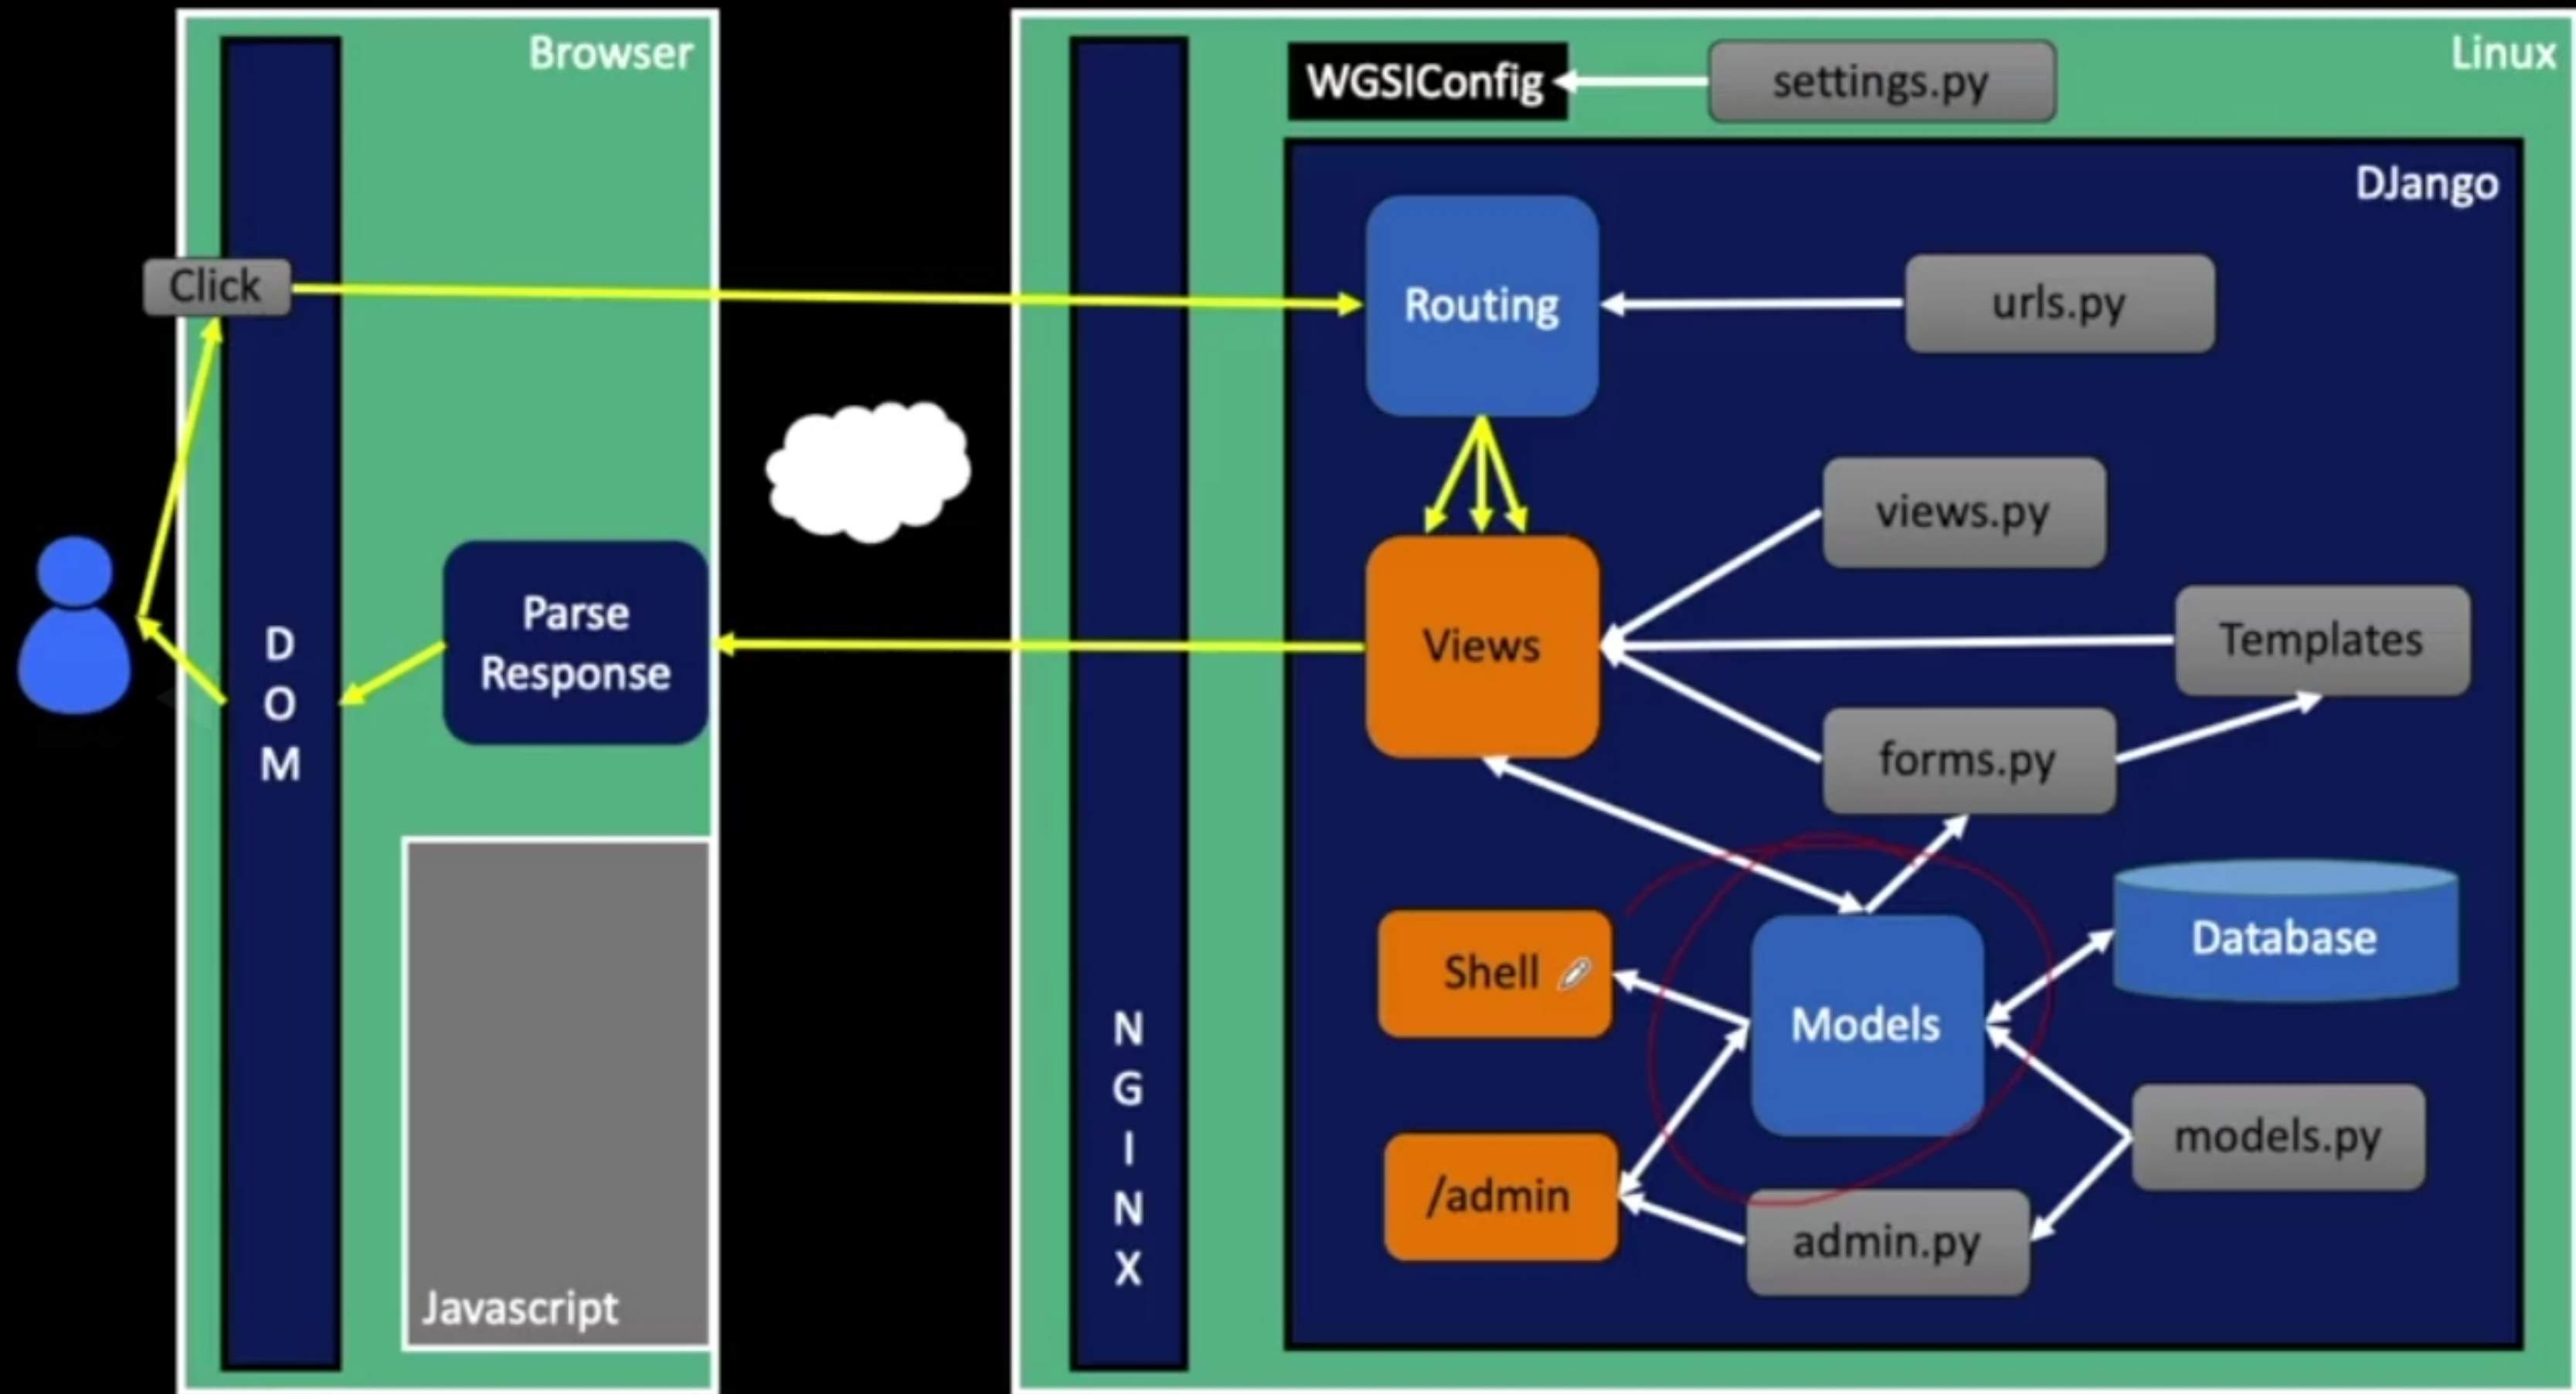 Browser
Linux
WGSIConfig
settings.py
DJango
Click
Routing
urls.py
views.py
Parse
Response
Views
Templates
D
O
M
forms.py
Shell
Database
Models
N
G
I
N
X
models.py
/admin
admin.py
Javascript